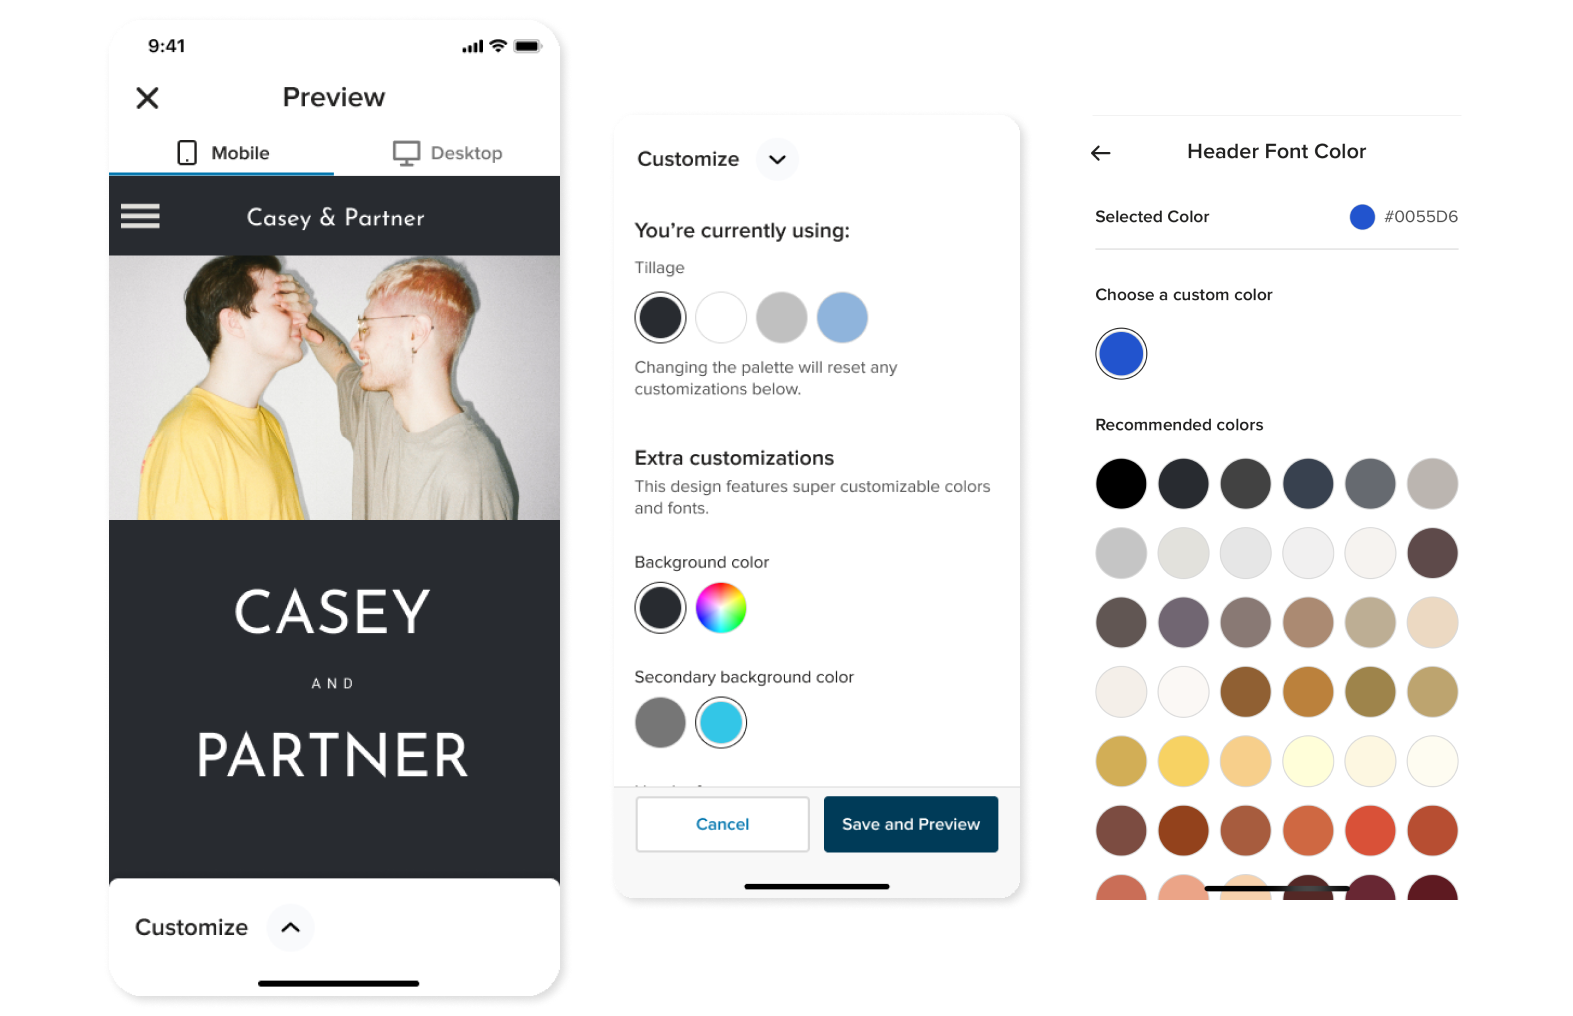 9:41
Preview
Mobile
Desktop
Casey & Partner
CASEY
AND
PARTNER
Customize
Customize
You're currently using:
Tillage
Changing the palette will reset any
customizations below.
Extra customizations
This design features super customizable colors
and fonts.
Background color
Secondary background color
Cancel
Save and Preview
Header Font Color
Selected Color
#0055D6
Choose a custom color
Recommended colors